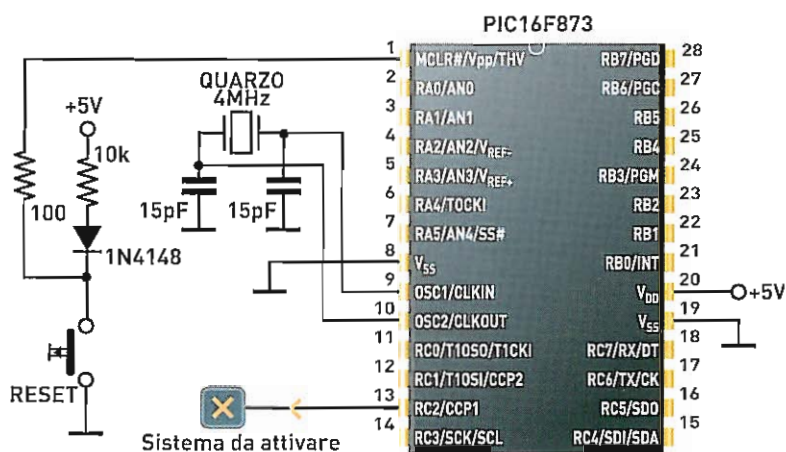 PIC16F873
1
MCLR#/Vpp/THV
RB7/PGD
28
QUARZO
4MHz
2
RA0/AN0
RB6/PGC
27
+5V
3
RA1/AN1
RB5
26
10k
4
RA2/AN2/VREF-
RB4
25
5
RA3/AN3/VREF+
RB3/PGM
24
100
15pF
15pF
6
RA4/TOCKI
RB2
23
1N4148
7
RA5/AN4/SS#
RB1
22
8
VSS
RB0/INT
21
9
OSC1/CLKIN
VDD
20
+5V
10
OSC2/CLKOUT
VSS
19
11
RC0/T1OSO/T1CKI
RC7/RX/DT
18
RESET
12
RC1/T1OSI/CCP2
RC6/TX/CK
17
13
RC2/CCP1
RC5/SDO
16
Sistema da attivare
14
RC3/SCK/SCL
RC4/SDI/SDA
15